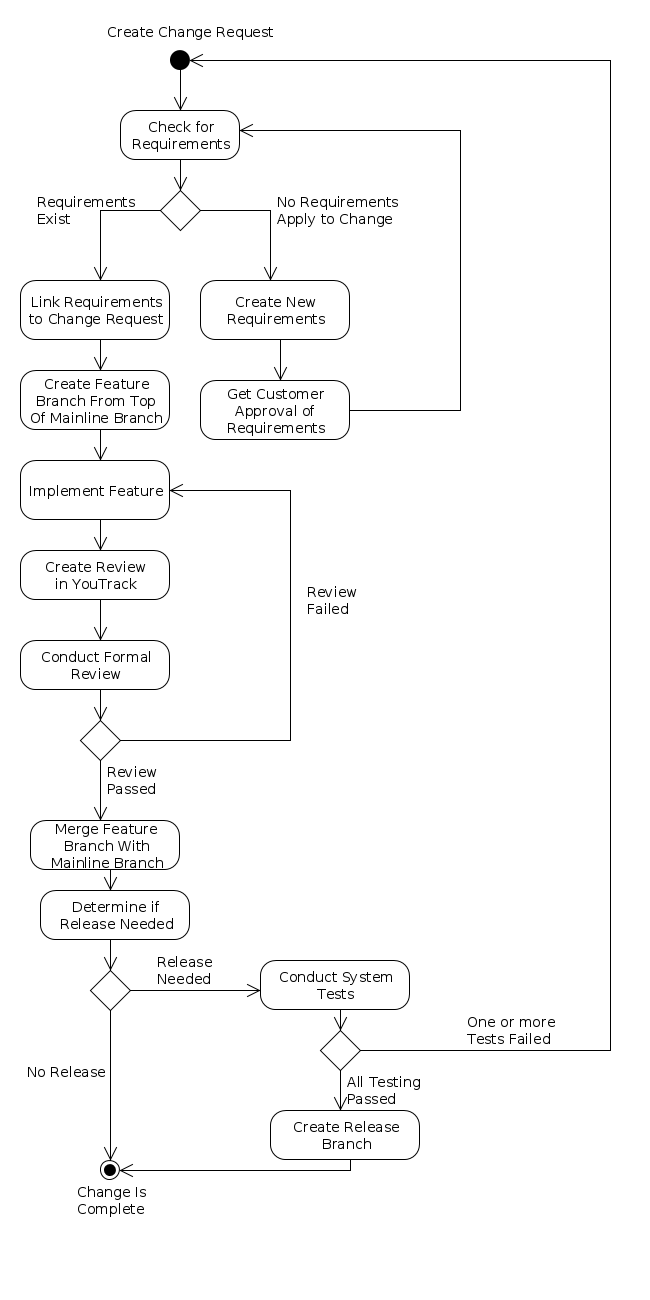 Create Change Request
Check for
Requirements
Requirements
Exist
No Requirements
Apply to Change
Link Requirements
to Change Request
Create New
Requirements
Create Feature
Branch From Top
Of Mainline Branch
Get Customer
Approval of
Requirements
Implement Feature
Create Review
in YouTrack
Review
Failed
Conduct Formal
Review
Review
Passed
Merge Feature
Branch With
Mainline Branch
Determine if
Release Needed
Release
Needed
Conduct System
Tests
One or more
Tests Failed
No Release
All Testing
Passed
Create Release
Branch
Change Is
Complete